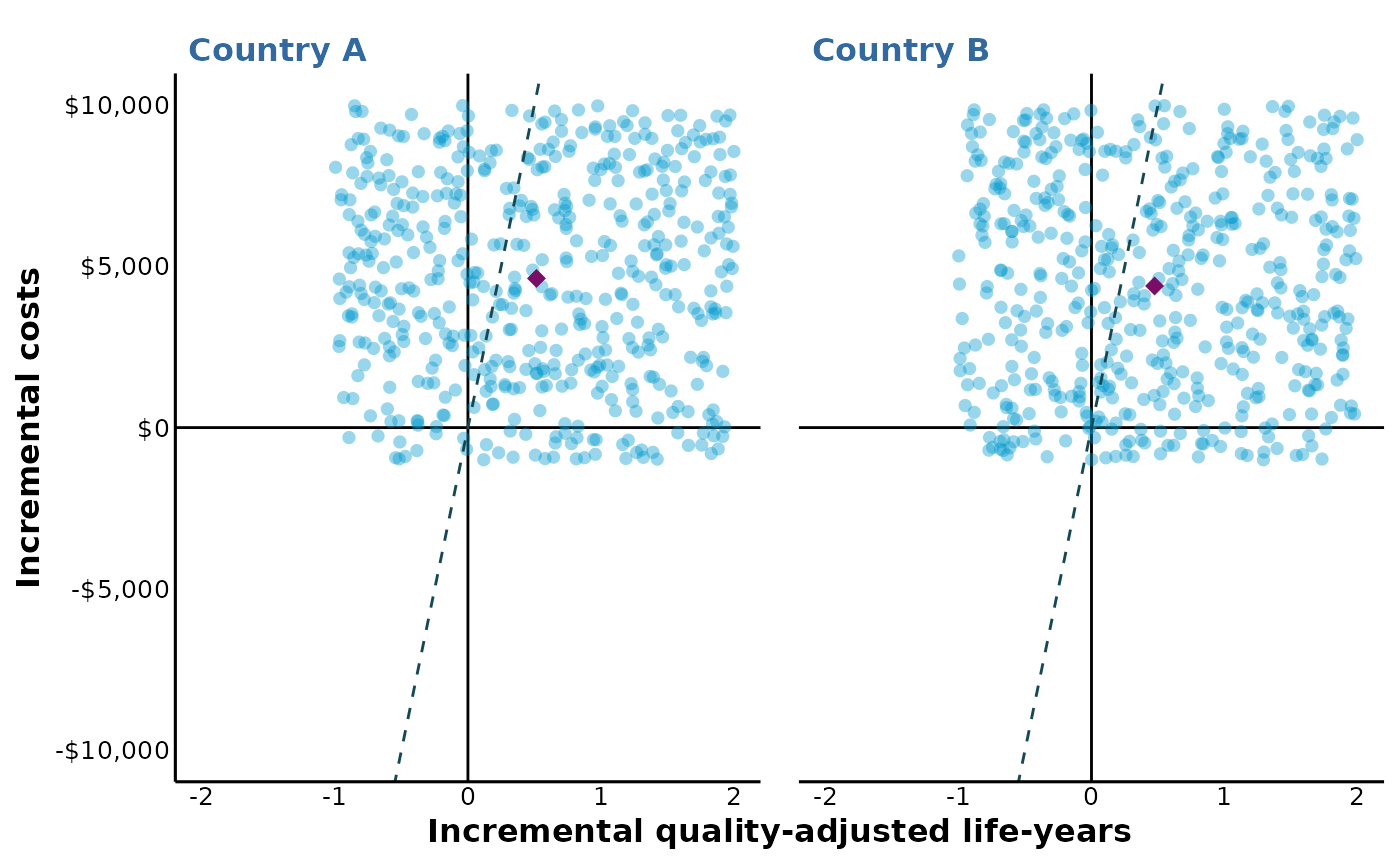 Country A
Country B
Incremental costs
$10,000
$5,000
$0
-$5,000
-$10,000
-2 -1 0 1 2
-2 -1 0 1 2
Incremental quality-adjusted life-years